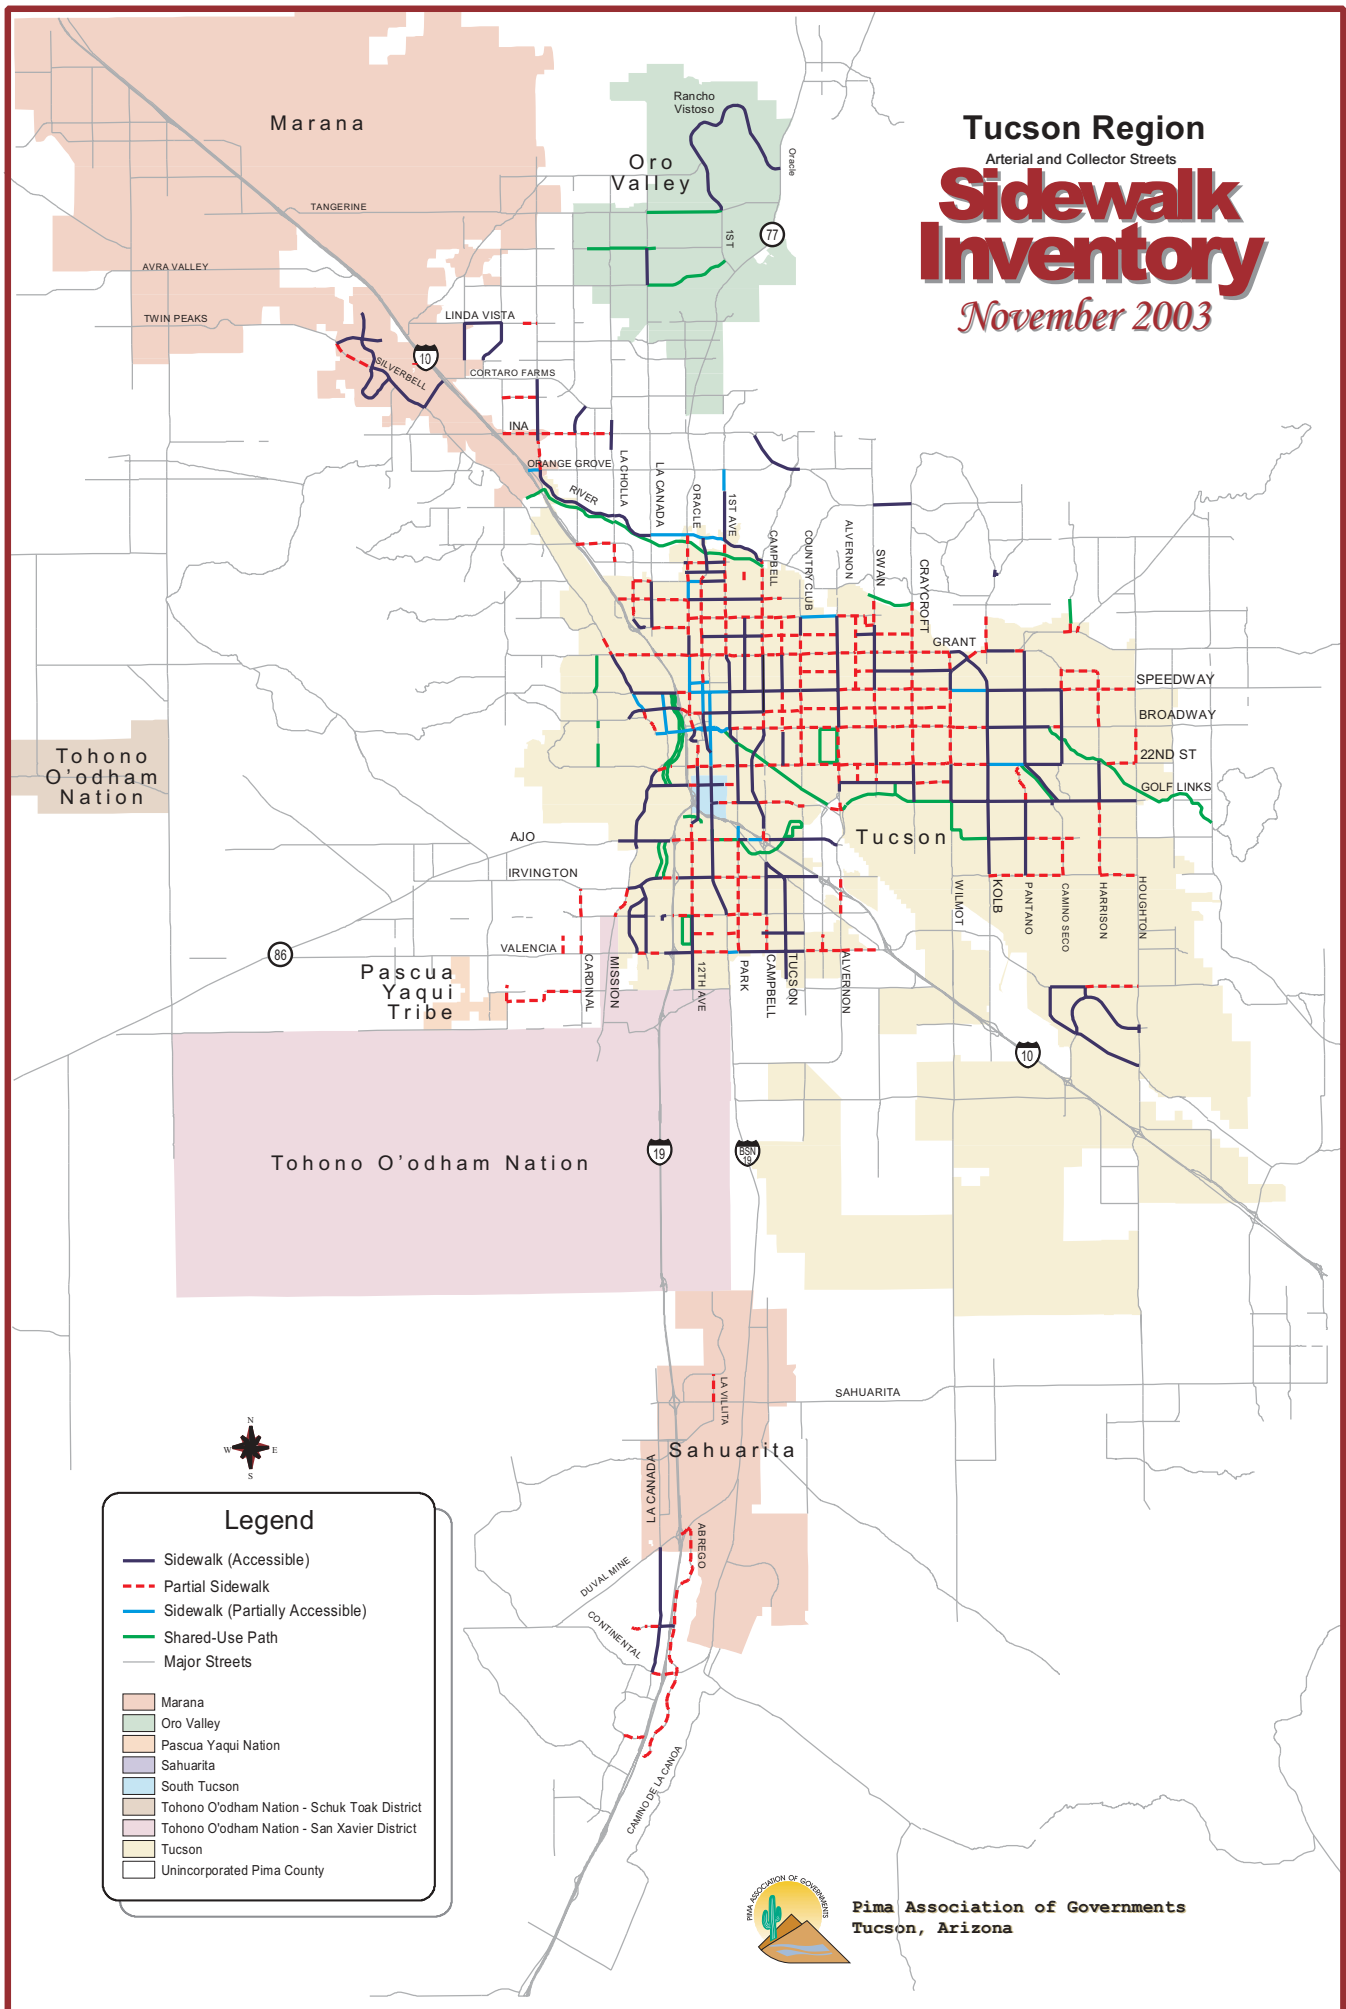 Tucson Region
Arterial and Collector Streets
Sidewalk
Inventory
November 2003
Marana
Rancho
Vistoso
Oro
Valley
Oracle
TANGERINE
1ST
77
AVRA VALLEY
TWIN PEAKS
LINDA VISTA
10
SILVERBELL
CORTARO FARMS
INA
ORANGE GROVE
RIVER
LA CHOLLA
LA CANADA
ORACLE
1ST AVE
CAMPBELL
COUNTRY CLUB
ALVERNON
SWAN
CRAYCROFT
GRANT
SPEEDWAY
BROADWAY
22ND ST
GOLF LINKS
Tohono
O'odham
Nation
Tucson
AJO
IRVINGTON
WILMOT
KOLB
PANTANO
CAMINO SECO
HARRISON
HOUGHTON
VALENCIA
86
Pascua
Yaqui
Tribe
CARDINAL
MISSION
12TH AVE
PARK
CAMPBELL
TUCSON
ALVERNON
10
Tohono O'odham Nation
19
BSN
19
LA VILLITA
SAHUARITA
Sahuarita
LA CANADA
ABREGO
DUVAL MINE
CONTINENTAL
CAMINO DE LA CANOA
N
W E
S
Legend
Sidewalk (Accessible)
Partial Sidewalk
Sidewalk (Partially Accessible)
Shared-Use Path
Major Streets
Marana
Oro Valley
Pascua Yaqui Nation
Sahuarita
South Tucson
Tohono O'odham Nation - Schuk Toak District
Tohono O'odham Nation - San Xavier District
Tucson
Unincorporated Pima County
PIMA ASSOCIATION OF GOVERNMENTS
Pima Association of Governments
Tucson, Arizona